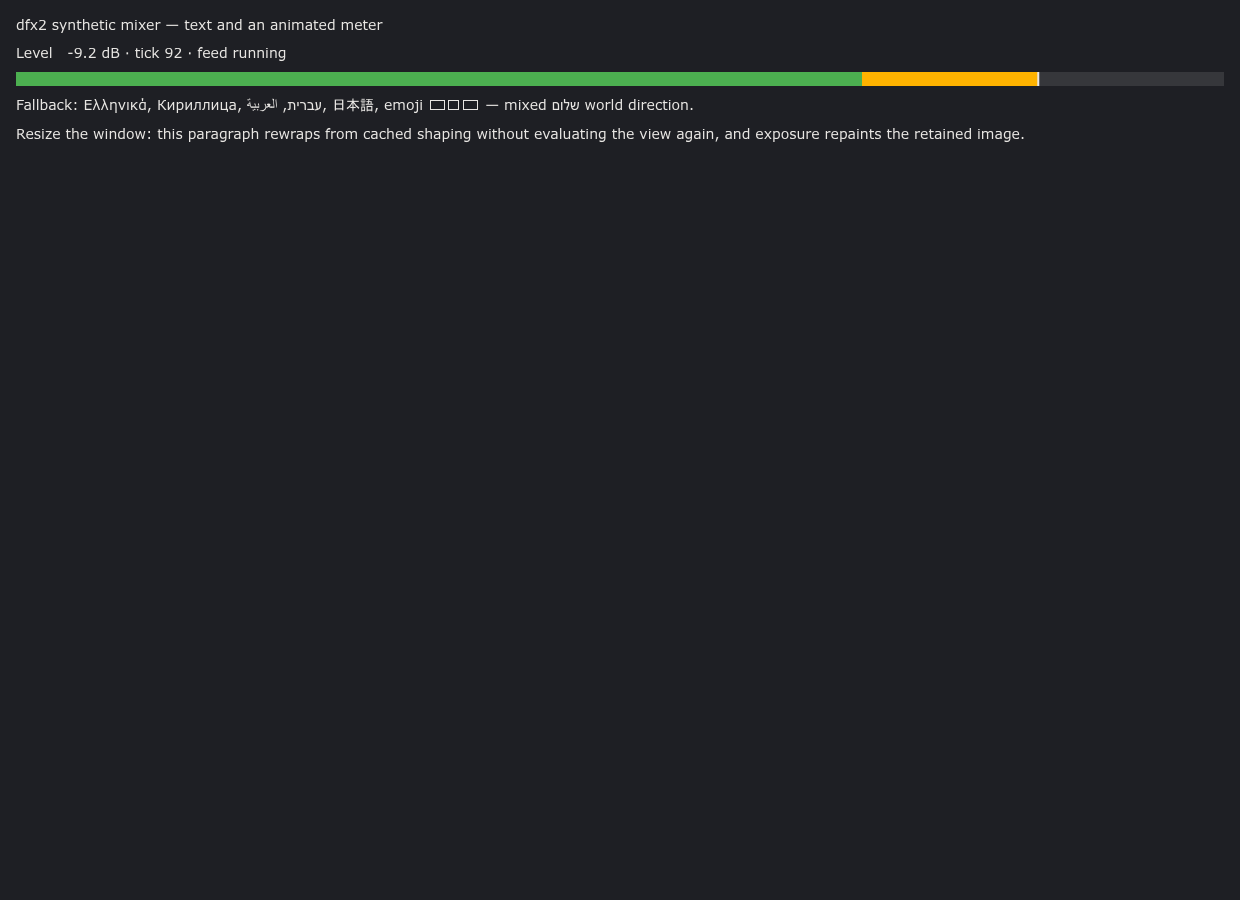 dfx2 synthetic mixer — text and an animated meter
Level -9.2 dB · tick 92 · feed running
Fallback: Ελληνικά, Кириллица, עברית, العربية, 日本語, emoji □□□ — mixed שלום world direction.
Resize the window: this paragraph rewraps from cached shaping without evaluating the view again, and exposure repaints the retained image.